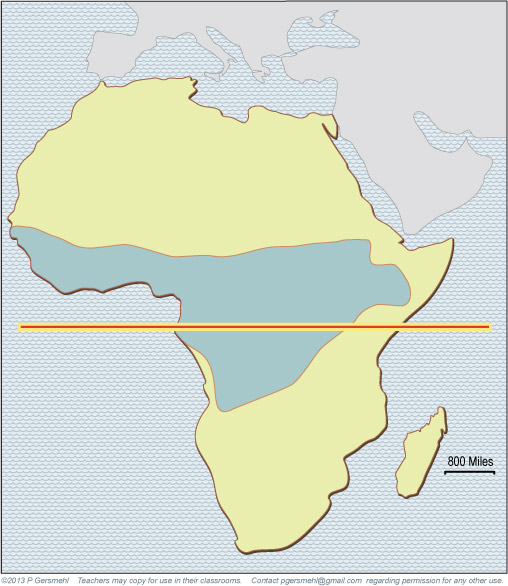 800 Miles
©2013 P Gersmehl    Teachers may copy for use in their classrooms.    Contact pgersmehl@gmail.com  regarding permission for any other use.